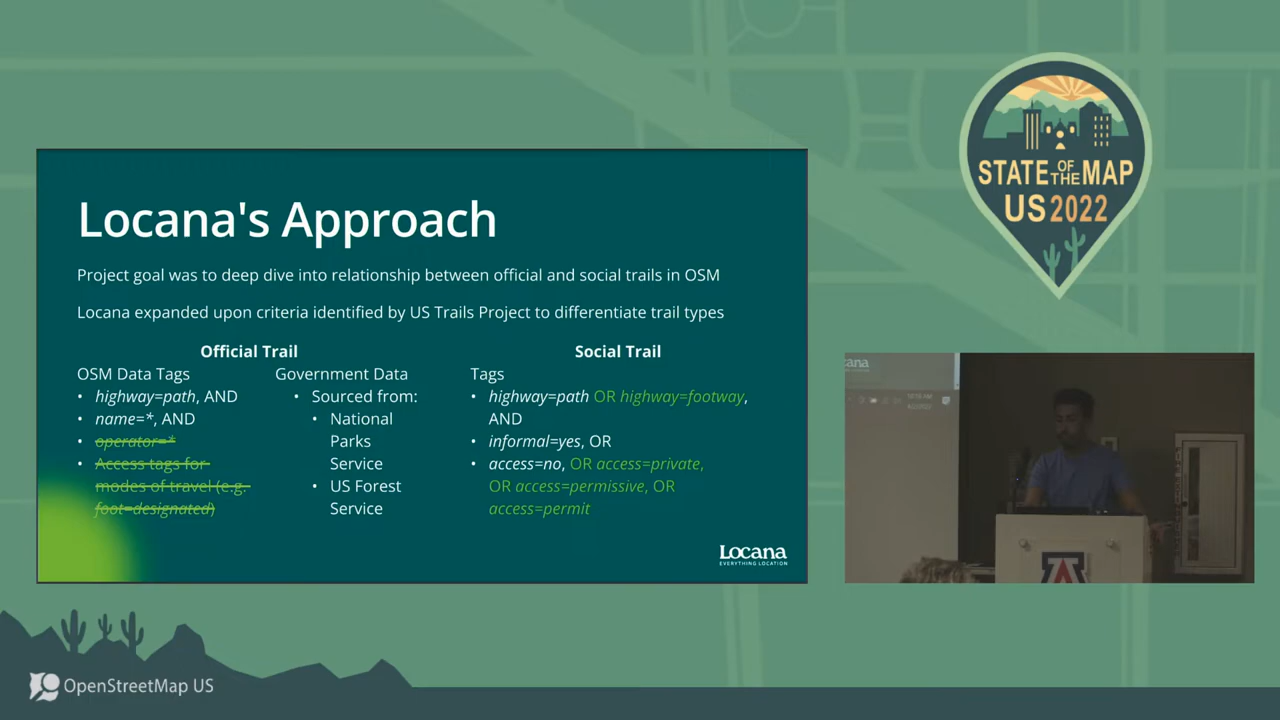 Locana's Approach
Project goal was to deep dive into relationship between official and social trails in OSM
Locana expanded upon criteria identified by US Trails Project to differentiate trail types
Official Trail
OSM Data Tags
• highway=path, AND
• name=*, AND
• operator=*
• Access tags for
modes of travel (e.g.
foot=designated)
Government Data
• Sourced from:
• National
Parks
Service
• US Forest
Service
Social Trail
Tags
• highway=path OR highway=footway,
AND
• informal=yes, OR
• access=no, OR access=private,
OR access=permissive, OR
access=permit
Locana
EVERYTHING LOCATION
STATE OF THE MAP
US 2022
ana
A
OpenStreetMap US